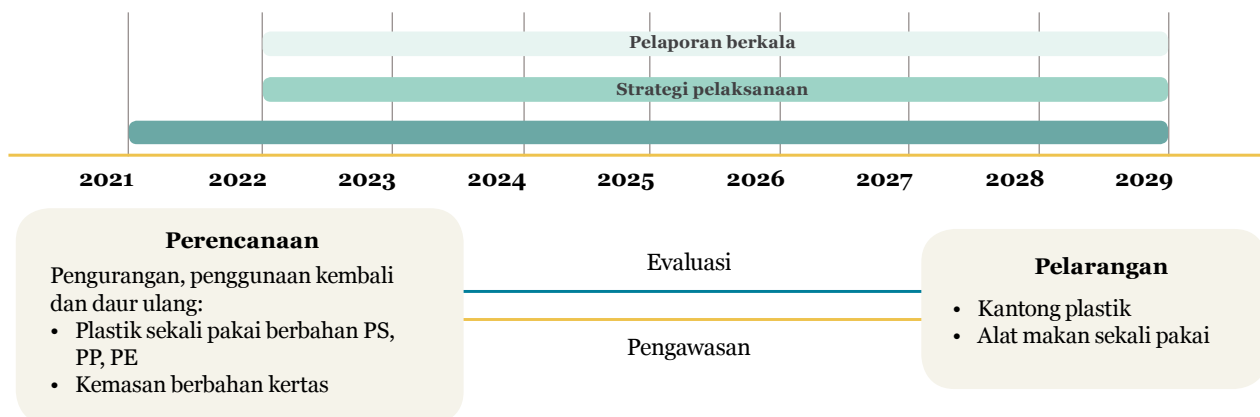 Pelaporan berkala
Strategi pelaksanaan
2021 2022 2023 2024 2025 2026 2027 2028 2029
Perencanaan
Pengurangan, penggunaan kembali
dan daur ulang:
• Plastik sekali pakai berbahan PS,
PP, PE
• Kemasan berbahan kertas
Evaluasi
Pengawasan
Pelarangan
• Kantong plastik
• Alat makan sekali pakai